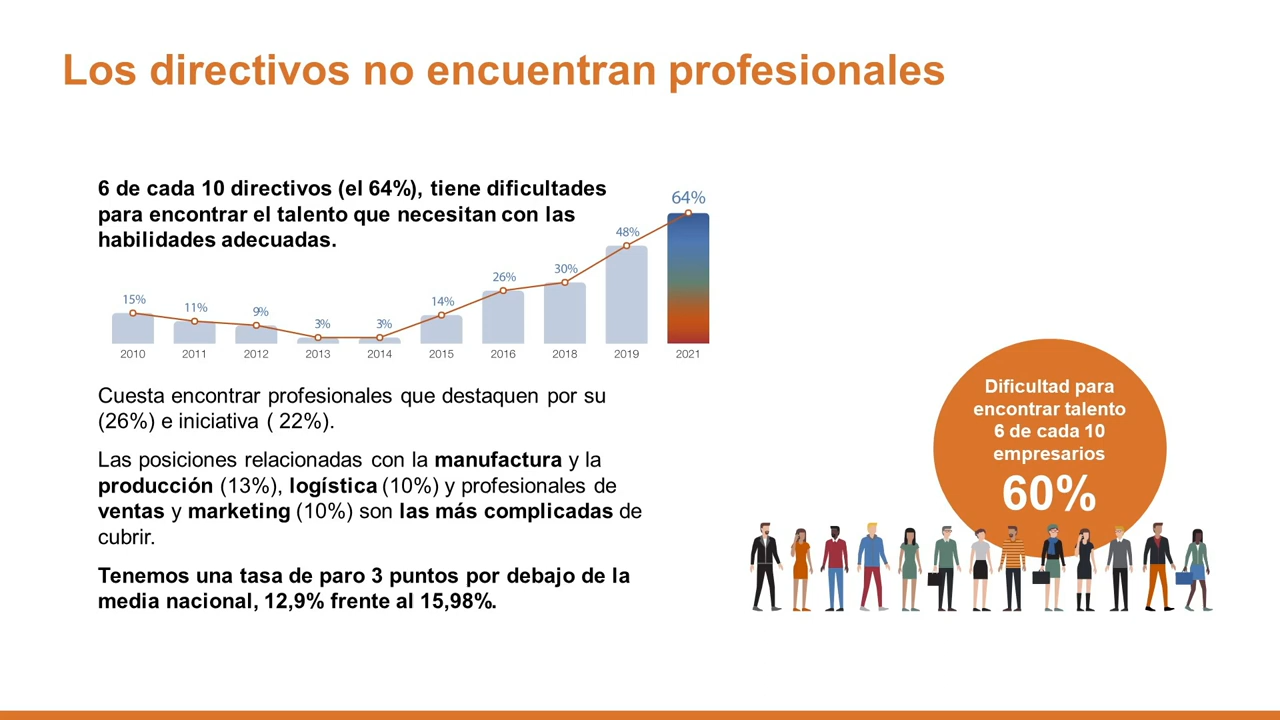 Los directivos no encuentran profesionales
6 de cada 10 directivos (el 64%), tiene dificultades
para encontrar el talento que necesitan con las
habilidades adecuadas.
64%
48%
30%
26%
14%
15%
11%
9%
3%
3%
2010 2011 2012 2013 2014 2015 2016 2018 2019 2021
Cuesta encontrar profesionales que destaquen por su
(26%) e iniciativa ( 22%).
Las posiciones relacionadas con la manufactura y la
producción (13%), logística (10%) y profesionales de
ventas y marketing (10%) son las más complicadas de
cubrir.
Tenemos una tasa de paro 3 puntos por debajo de la
media nacional, 12,9% frente al 15,98%.
Dificultad para
encontrar talento
6 de cada 10
empresarios
60%